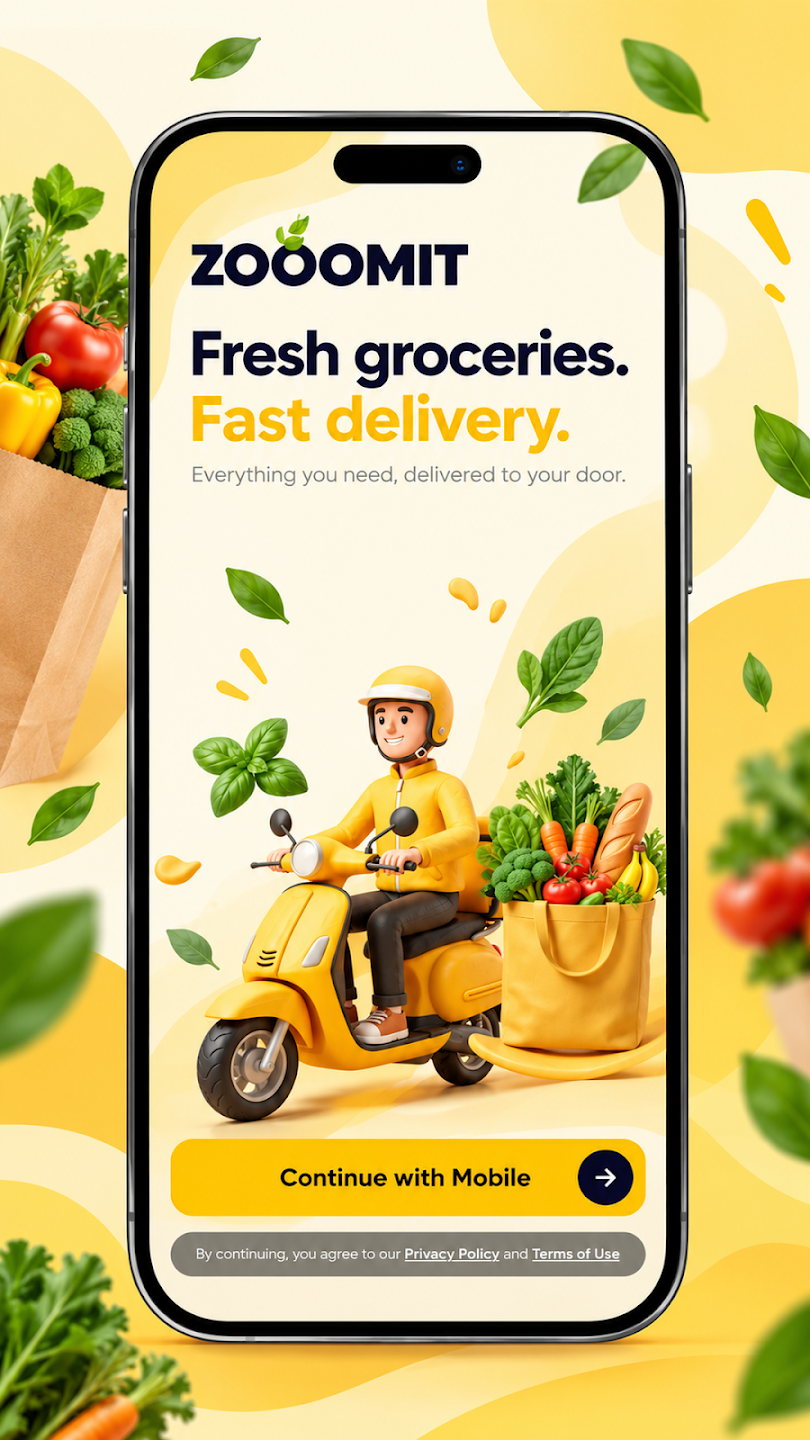 ZOOOMIT
Fresh groceries.
Fast delivery.
Everything you need, delivered to your door.
Continue with Mobile
By continuing, you agree to our Privacy Policy and Terms of Use